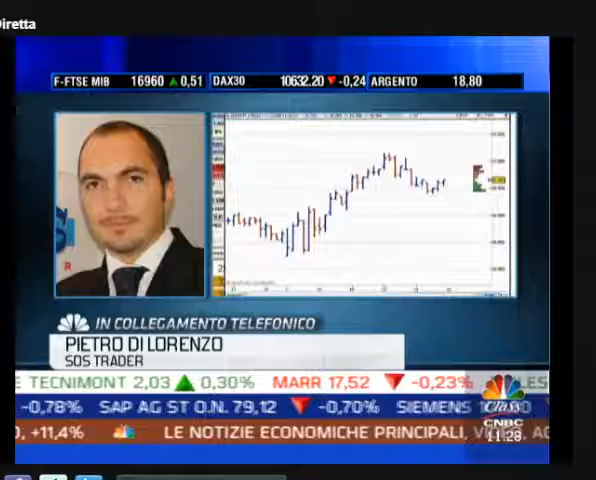 Diretta
F-FTSE MIB 16960 0,51 DAX30 10632.20 -0,24 ARGENTO 18,80
IN COLLEGAMENTO TELEFONICO
PIETRO DI LORENZO
SOS TRADER
TECNIMONT 2,03 0,30% MARR 17,52 -0,23%
-0,78% SAP AG ST O.N. 79,12 -0,70% SIEMENS
, +11,4% LE NOTIZIE ECONOMICHE PRINCIPALI,
Class
CNBC
11:28